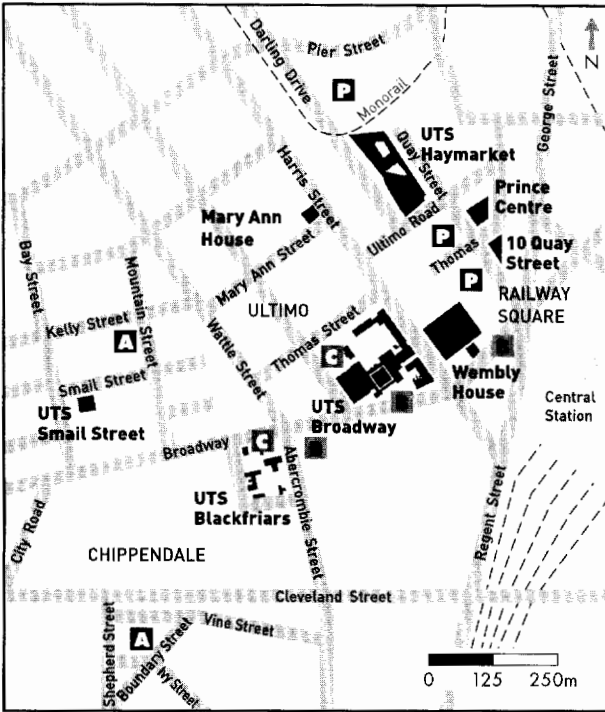 Pier Street
Darling Drive
P
Monorail
N
George Street
UTS
Haymarket
Quay Street
Harris Street
Prince
Centre
Mary Ann
House
Ultimo Road
P
Thomas
10 Quay
Street
Mary Ann Street
P
RAILWAY
SQUARE
Bay Street
Mountain Street
Kelly Street
A
ULTIMO
Wattle Street
Thomas Street
C
Wembly
House
Smail Street
UTS
Smail Street
UTS
Broadway
Central
Station
Broadway
C
Abercrombie Street
UTS
Blackfriars
City Road
Regent Street
CHIPPENDALE
Cleveland Street
Shepherd Street
A
Vine Street
Boundary Street
Ivy Street
0 125 250m